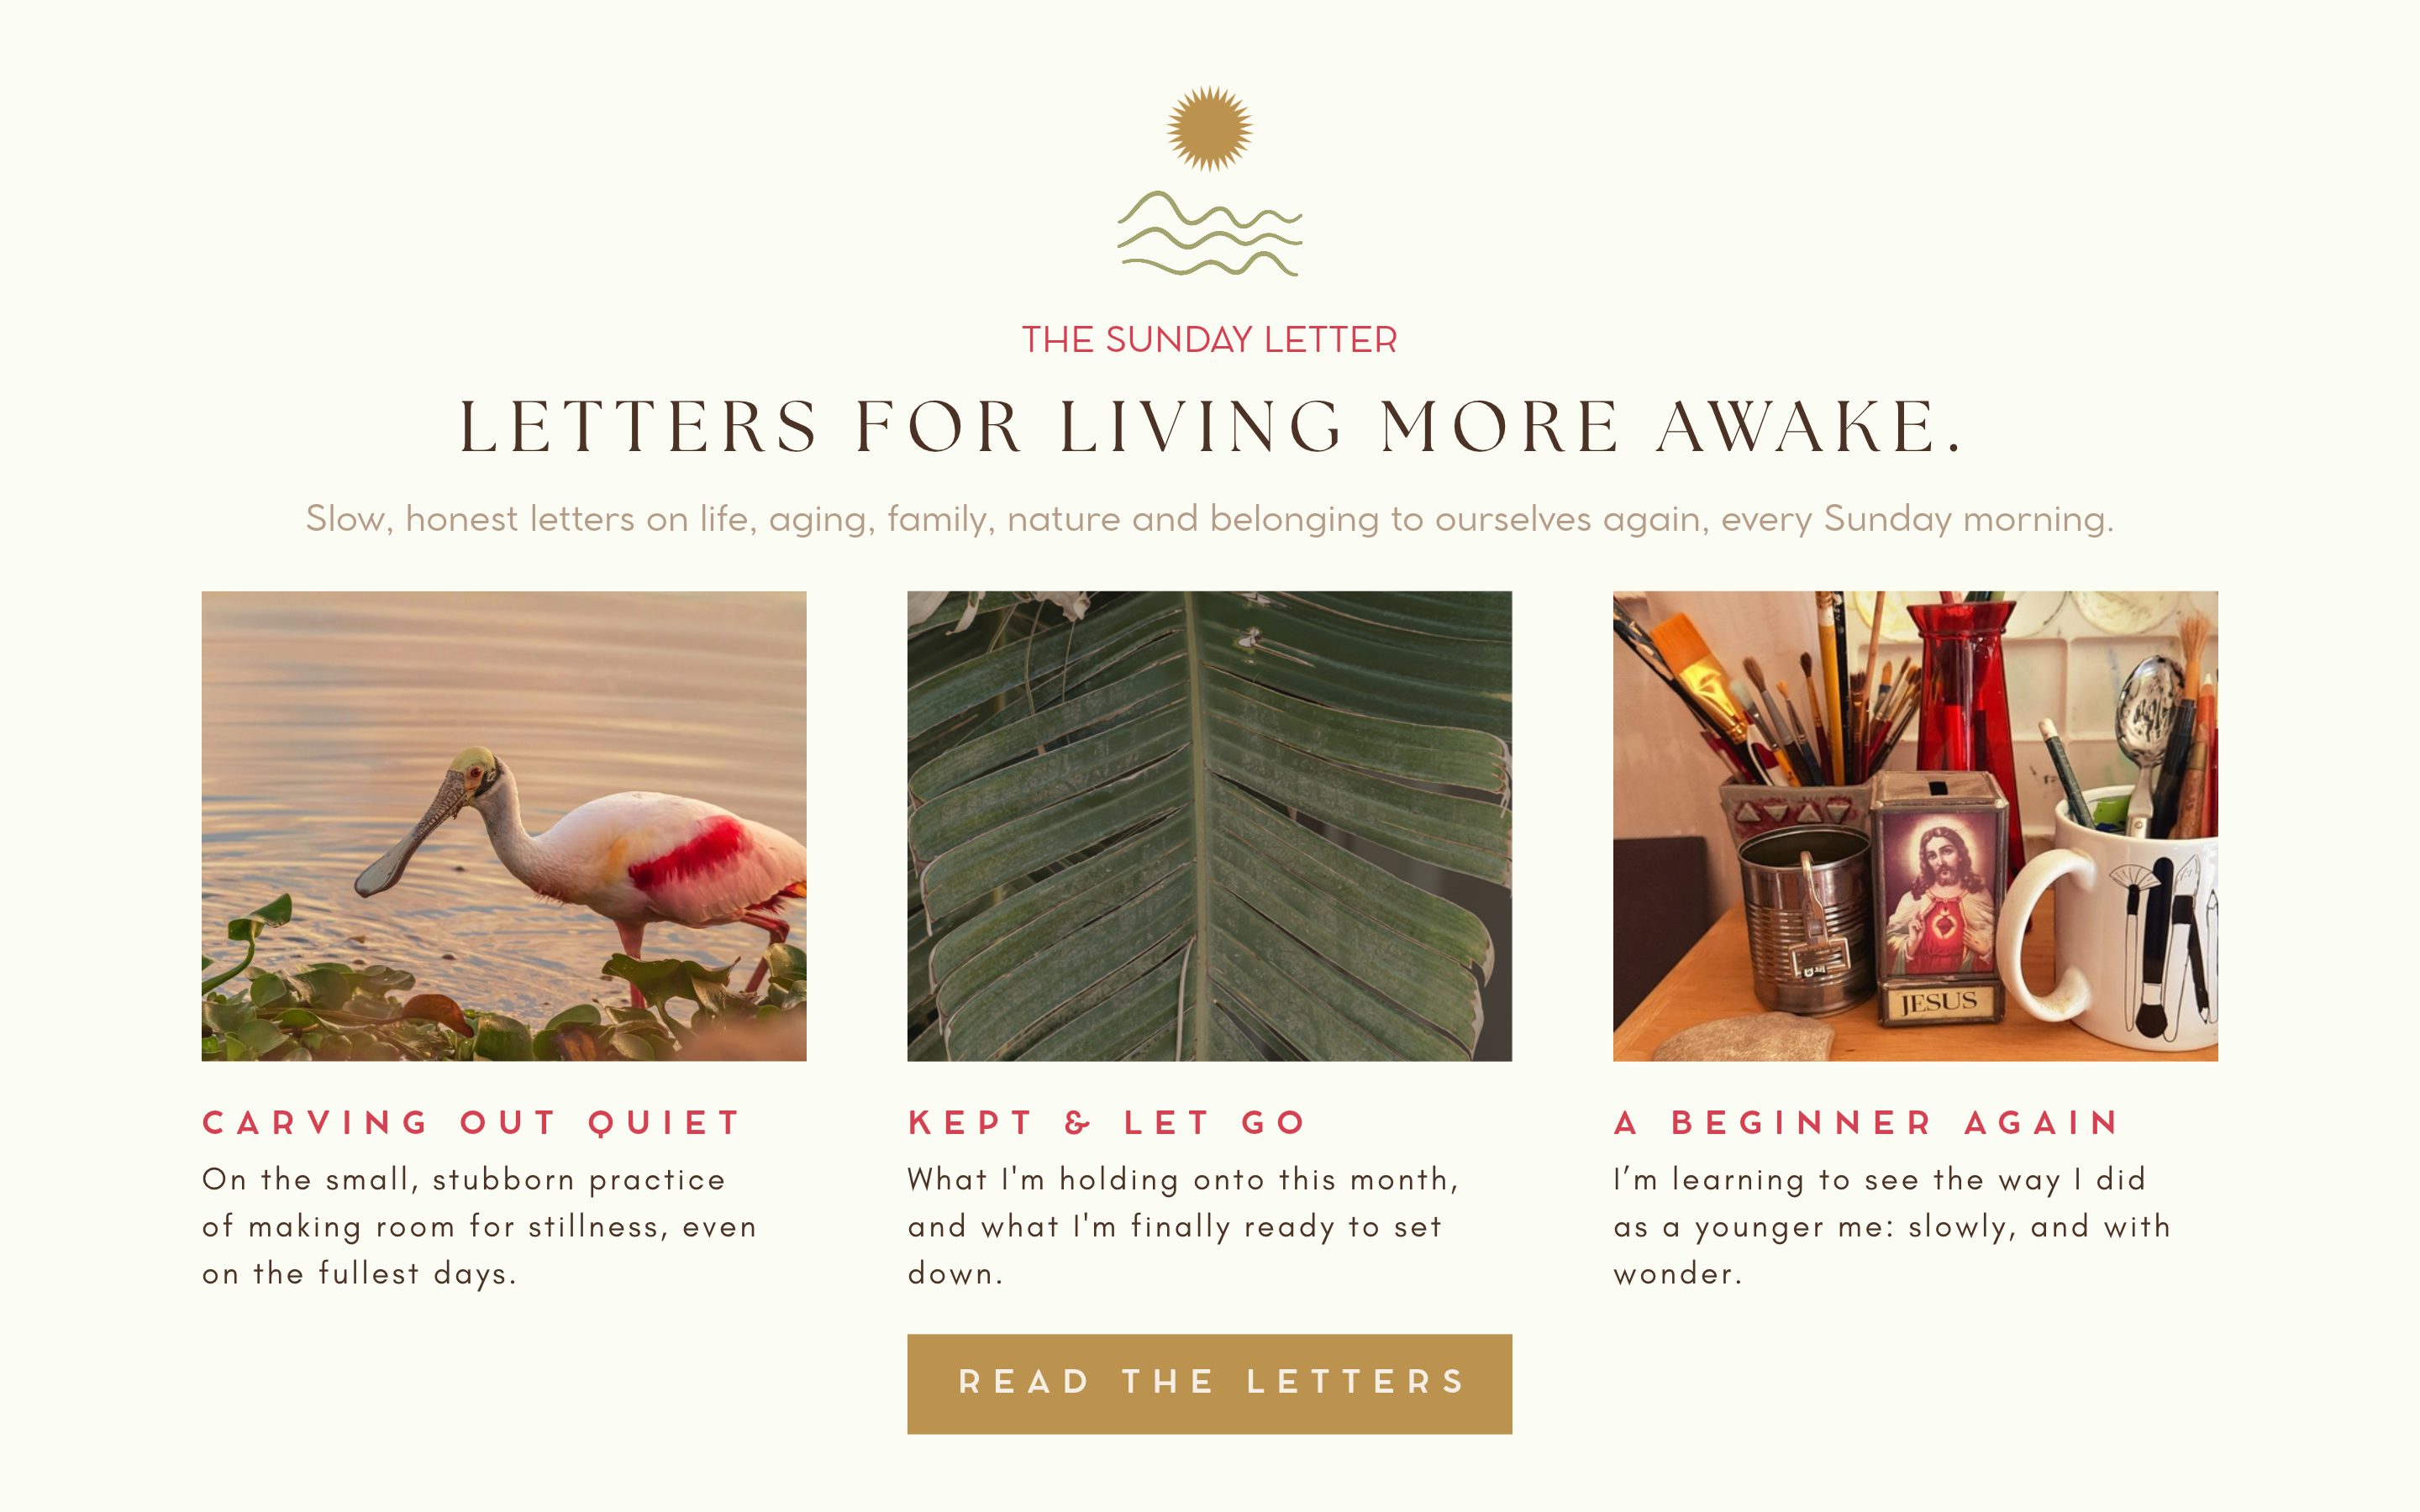 THE SUNDAY LETTER
LETTERS FOR LIVING MORE AWAKE.
Slow, honest letters on life, aging, family, nature and belonging to ourselves again, every Sunday morning.
JESUS
CARVING OUT QUIET
On the small, stubborn practice
of making room for stillness, even
on the fullest days.
KEPT & LET GO
What I'm holding onto this month,
and what I'm finally ready to set
down.
A BEGINNER AGAIN
I’m learning to see the way I did
as a younger me: slowly, and with
wonder.
READ THE LETTERS